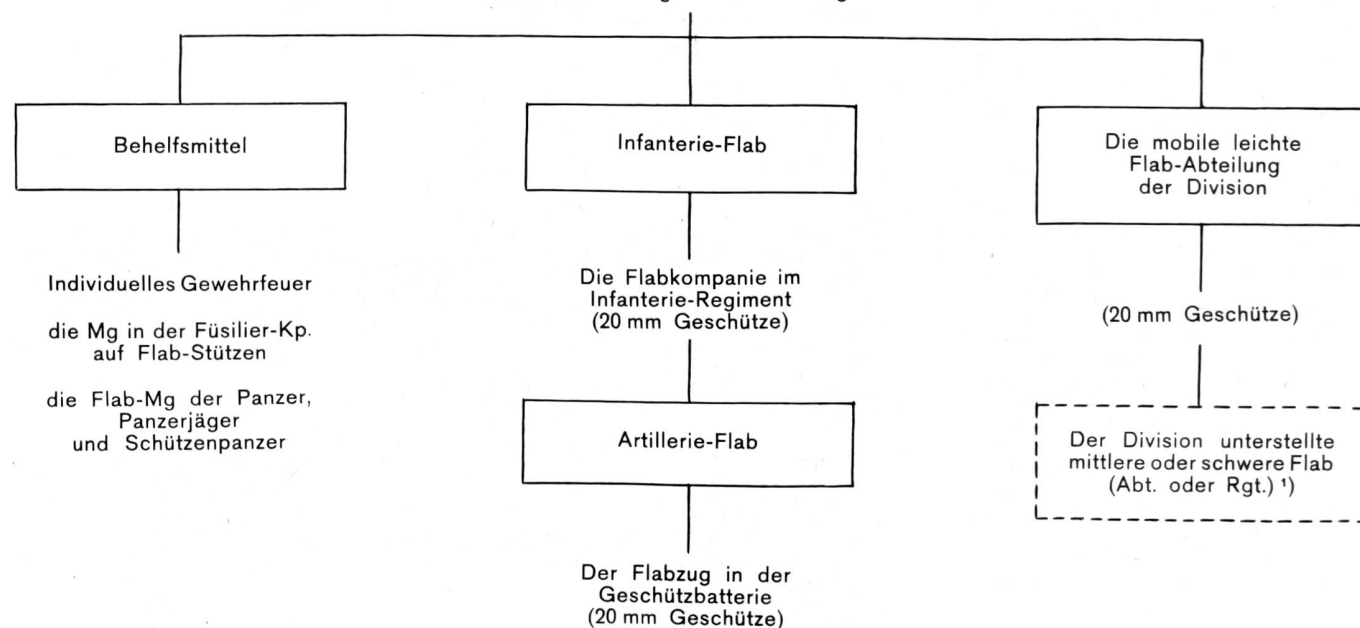 Behelfsmittel
Individuelles Gewehrfeuer
die Mg in der Füsilier-Kp.
auf Flab-Stützen
die Flab-Mg der Panzer,
Panzerjäger
und Schützenpanzer
Infanterie-Flab
Die Flabkompanie im
Infanterie-Regiment
(20 mm Geschütze)
Artillerie-Flab
Der Flabzug in der
Geschützbatterie
(20 mm Geschütze)
Die mobile leichte
Flab-Abteilung
der Division
(20 mm Geschütze)
Der Division unterstellte
mittlere oder schwere Flab
(Abt. oder Rgt.) ¹)